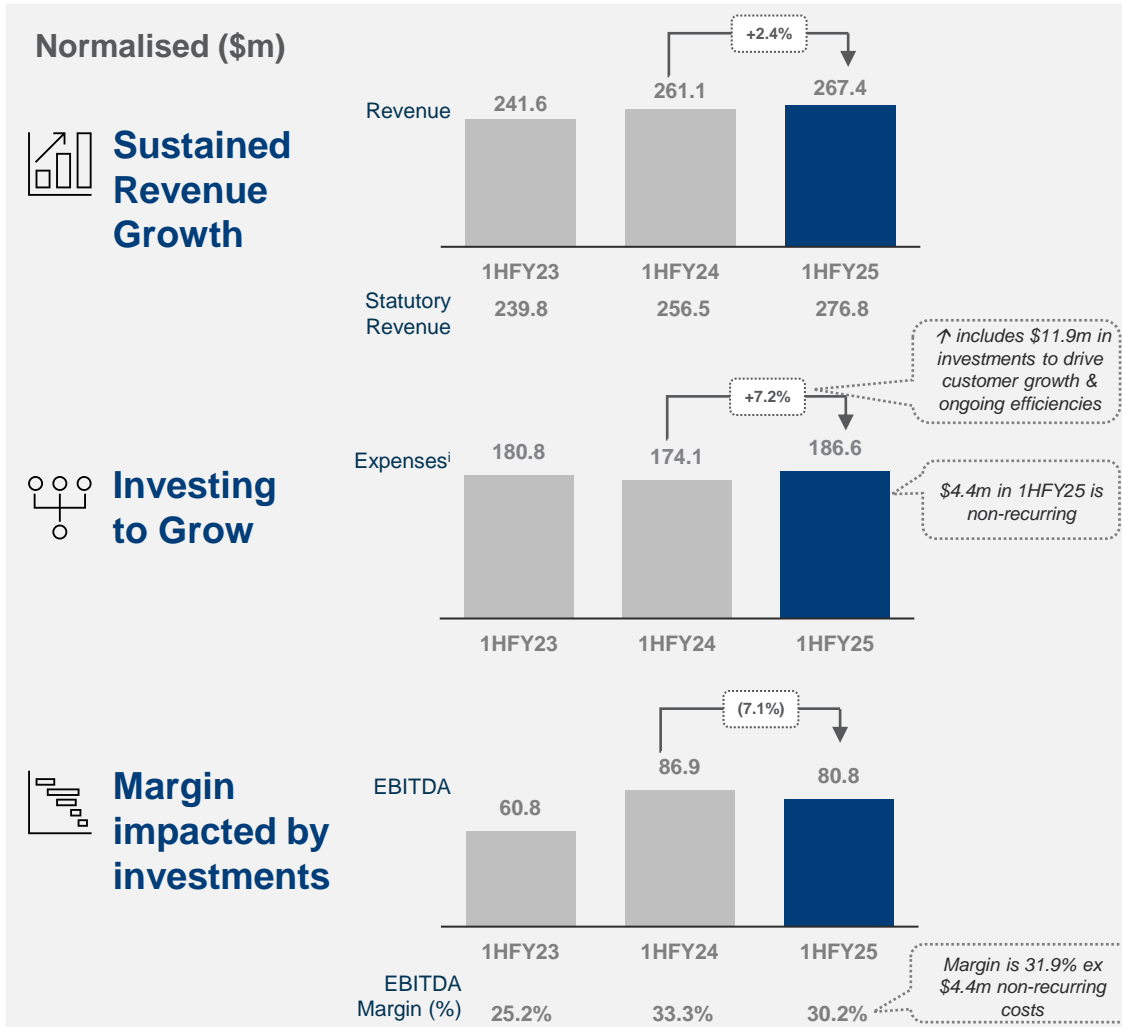 Normalised ($m)
Sustained
Revenue
Growth
Revenue
+2.4%
241.6
261.1
267.4
1HFY23
1HFY24
1HFY25
Statutory
Revenue
239.8
256.5
276.8
↑ includes $11.9m in
investments to drive
customer growth &
ongoing efficiencies
Investing
to Grow
Expensesⁱ
+7.2%
180.8
174.1
186.6
$4.4m in 1HFY25 is
non-recurring
1HFY23
1HFY24
1HFY25
Margin
impacted by
investments
EBITDA
(7.1%)
60.8
86.9
80.8
1HFY23
1HFY24
1HFY25
EBITDA
Margin (%)
25.2%
33.3%
30.2%
Margin is 31.9% ex
$4.4m non-recurring
costs